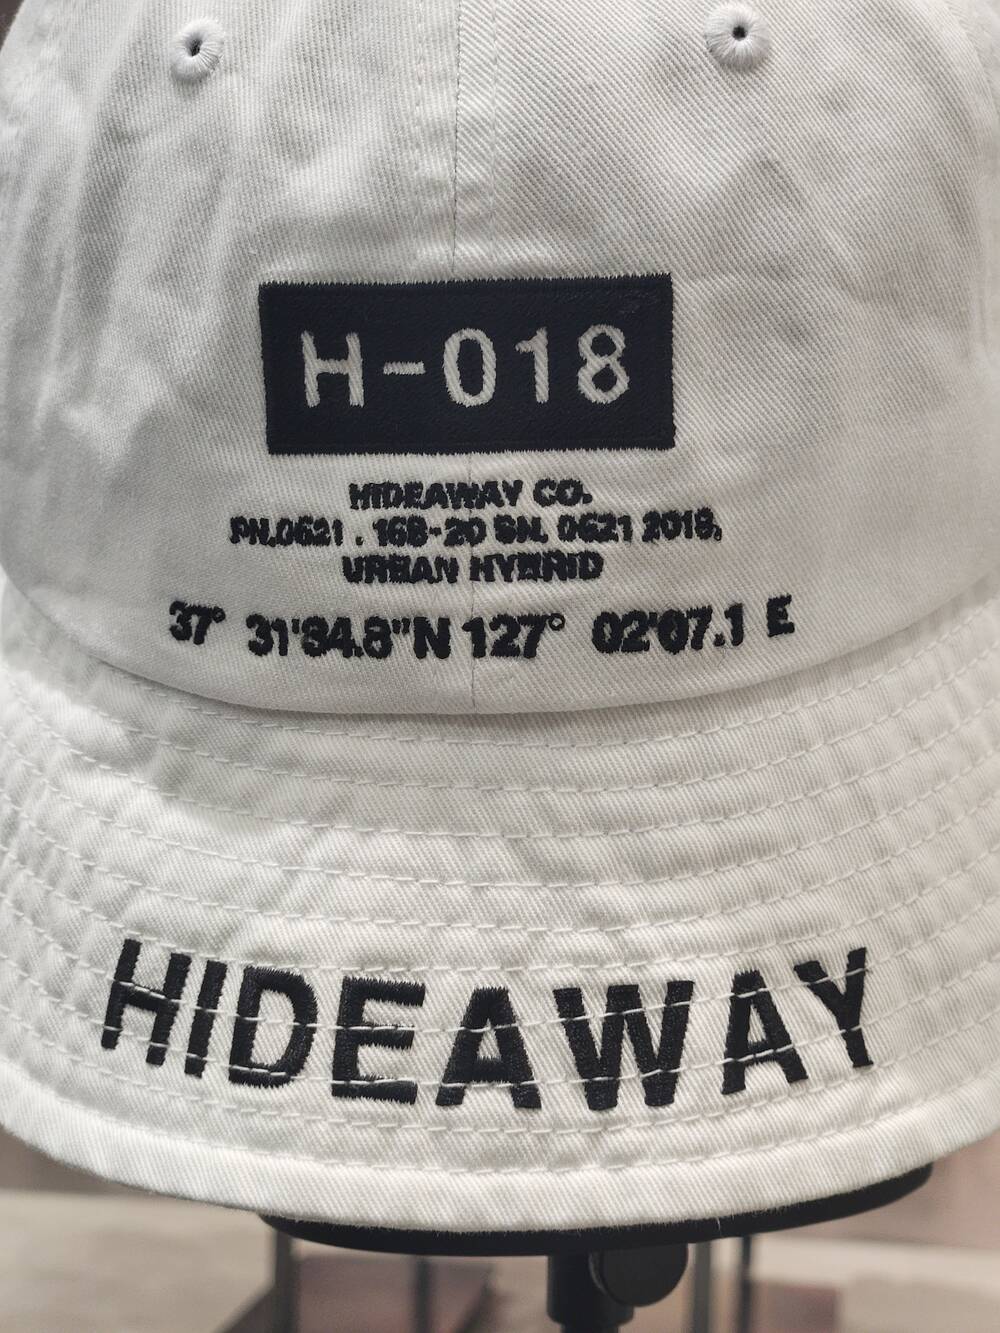 H-018
HIDEAWAY CO.
PN.0621 . 168-20 SN. 0621 2018,
URBAN HYBRID
37° 31'34.8"N 127° 02'07.1 E
HIDEAWAY